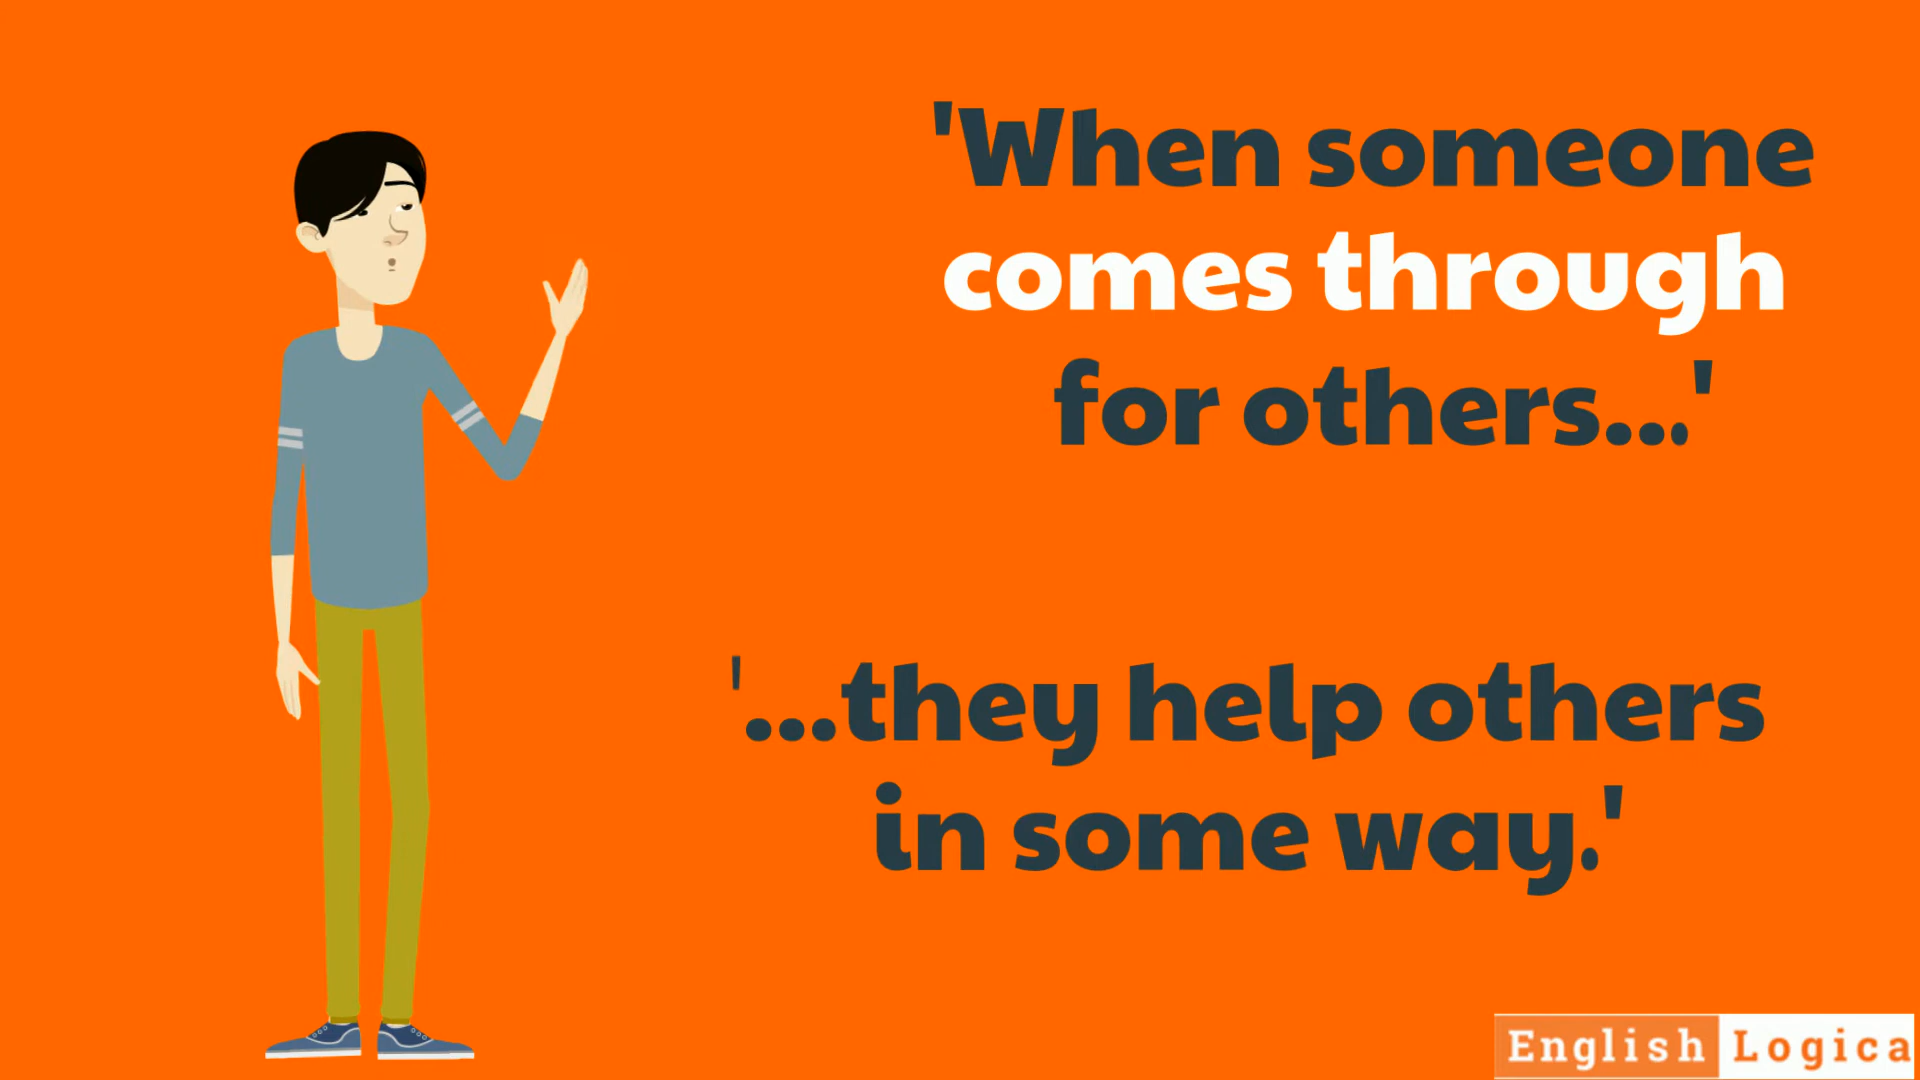 'When someone
comes through
for others...'
'...they help others
in some way.'
English Logica